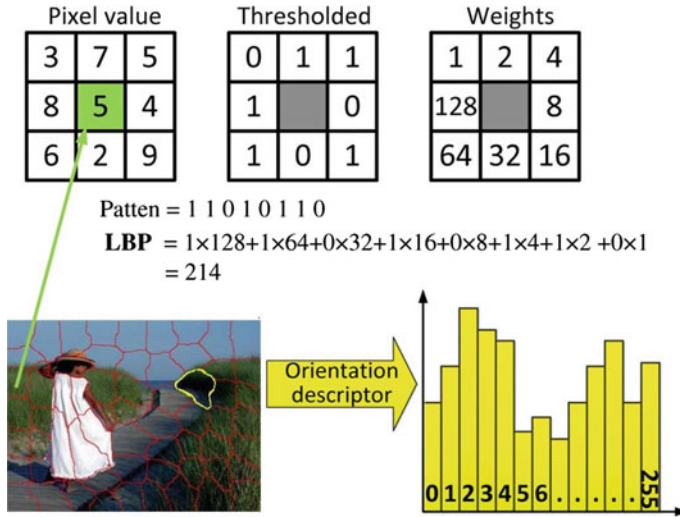 Pixel value Thresholded Weights
3 7 5 0 1 1 1 2 4
8 5 4 1 0 128 8
6 2 9 1 0 1 64 32 16
Patten = 1 1 0 1 0 1 1 0
LBP = 1×128+1×64+0×32+1×16+0×8+1×4+1×2 +0×1
= 214
Orientation
descriptor
0 1 2 3 4 5 6 . . . . . 255